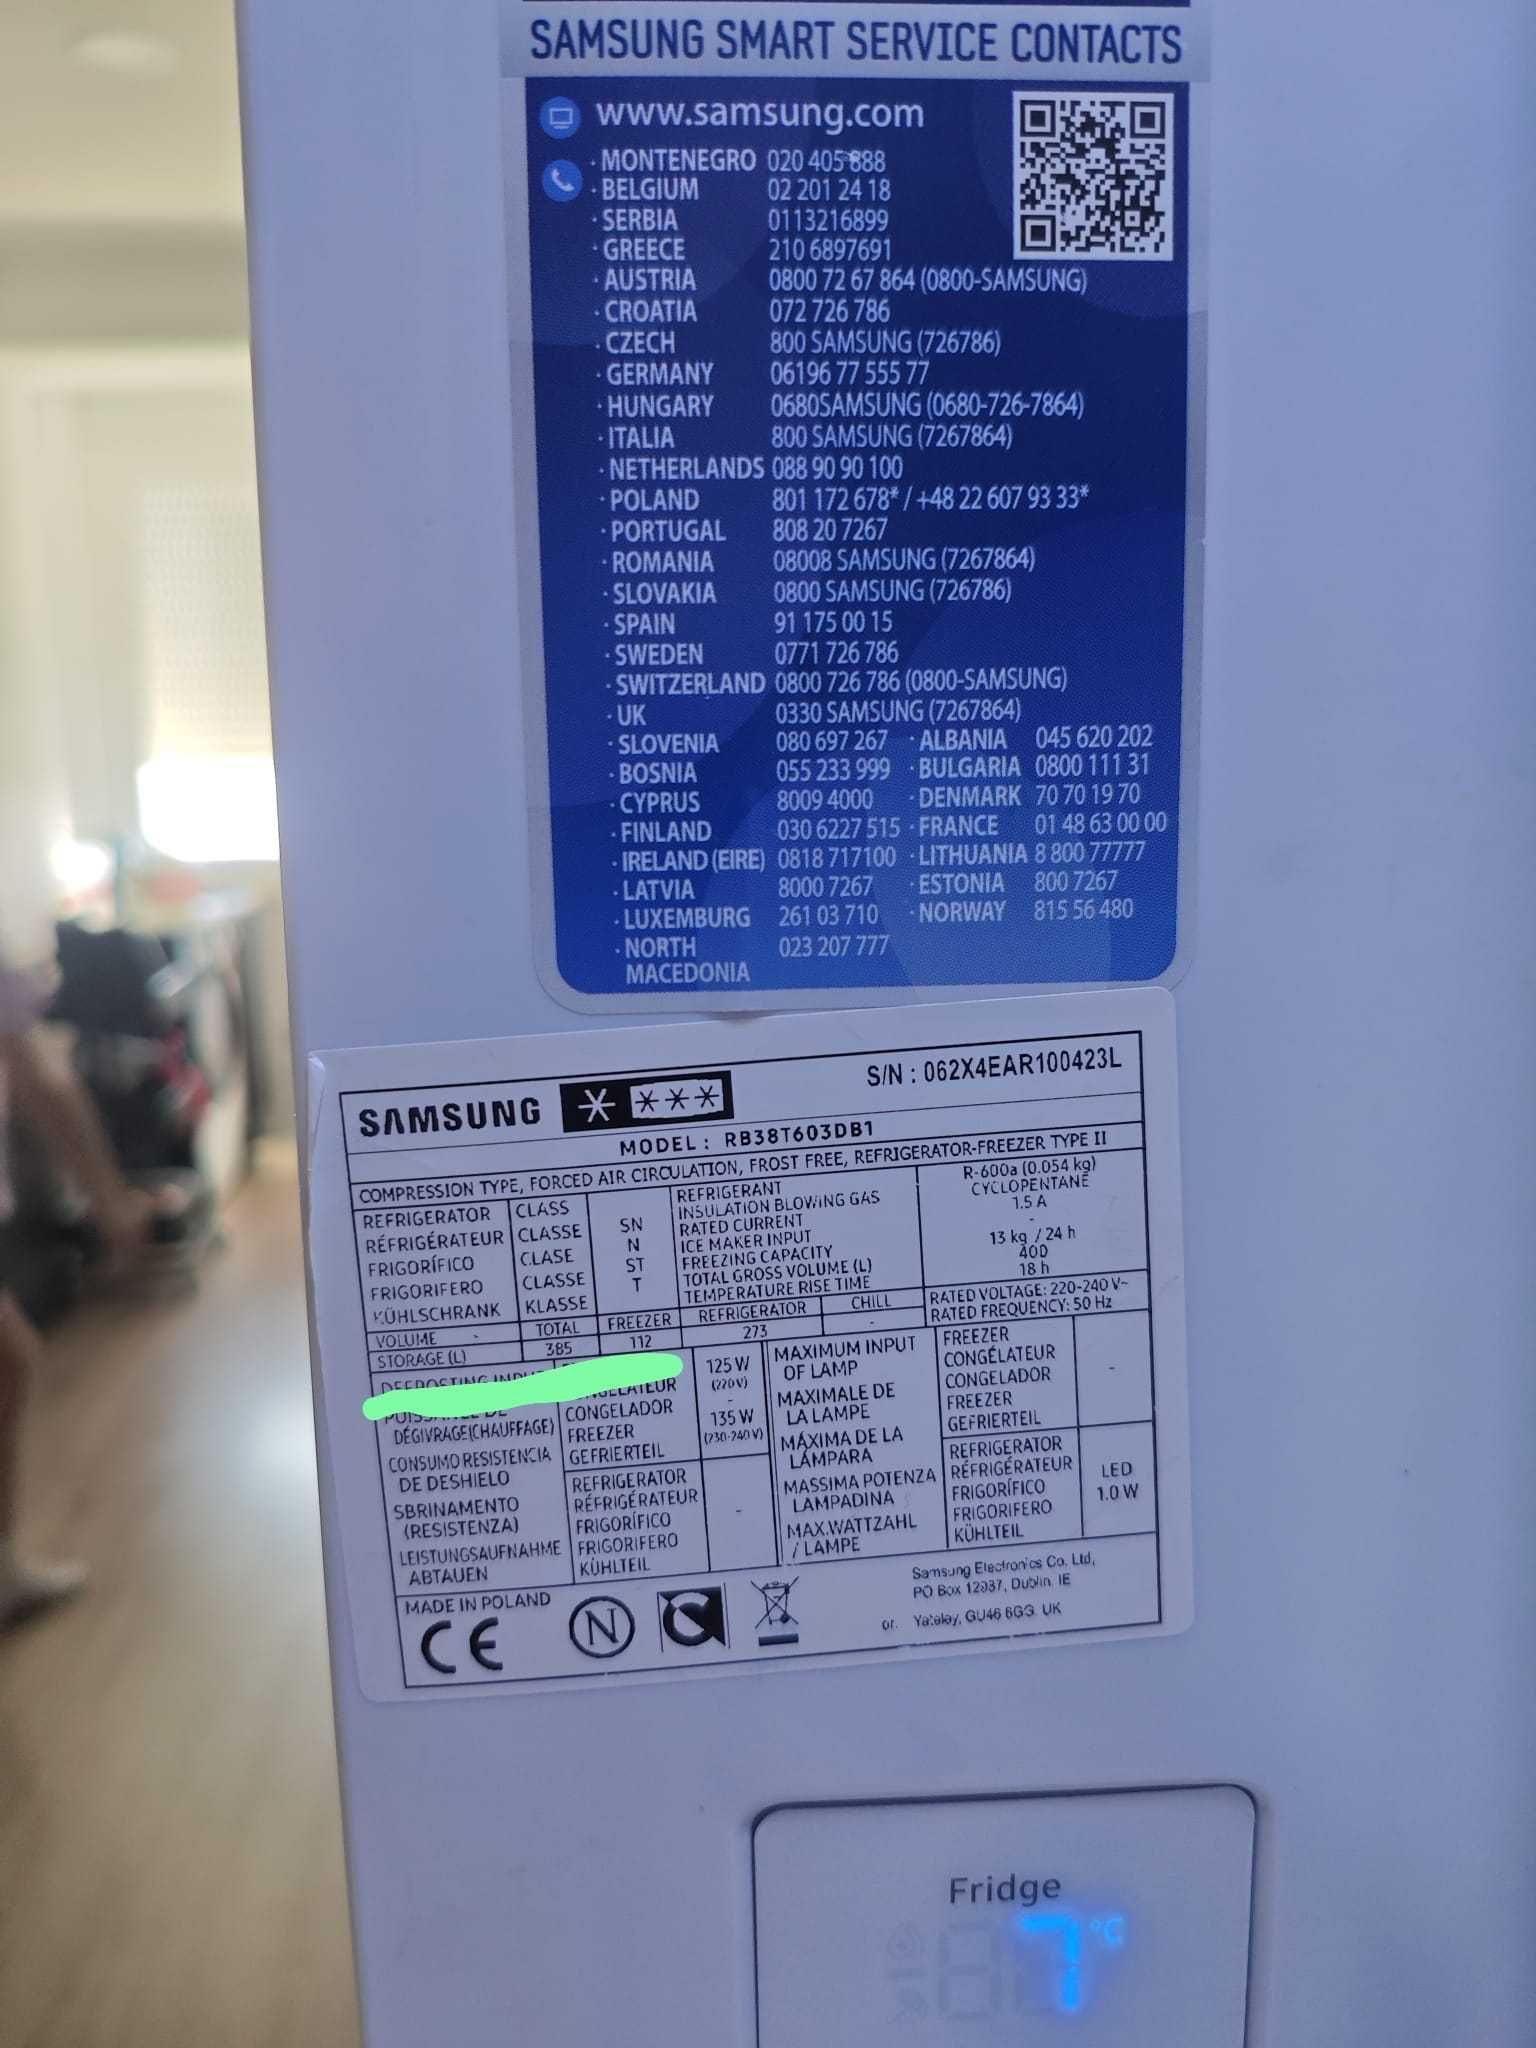 SAMSUNG SMART SERVICE CONTACTS
www.samsung.com
· MONTENEGRO 020 405 888
· BELGIUM 02 201 24 18
· SERBIA 0113216899
· GREECE 210 6897691
· AUSTRIA 0800 72 67 864 (0800-SAMSUNG)
· CROATIA 072 726 786
· CZECH 800 SAMSUNG (726786)
· GERMANY 06196 77 555 77
· HUNGARY 0680SAMSUNG (0680-726-7864)
· ITALIA 800 SAMSUNG (7267864)
· NETHERLANDS 088 90 90 100
· POLAND 801 172 678* / +48 22 607 93 33*
· PORTUGAL 808 20 7267
· ROMANIA 08008 SAMSUNG (7267864)
· SLOVAKIA 0800 SAMSUNG (726786)
· SPAIN 91 175 00 15
· SWEDEN 0771 726 786
· SWITZERLAND 0800 726 786 (0800-SAMSUNG)
· UK 0330 SAMSUNG (7267864)
· SLOVENIA 080 697 267 · ALBANIA 045 620 202
· BOSNIA 055 233 999 · BULGARIA 0800 111 31
· CYPRUS 8009 4000 · DENMARK 70 70 19 70
· FINLAND 030 6227 515 · FRANCE 01 48 63 00 00
· IRELAND (EIRE) 0818 717100 · LITHUANIA 8 800 77777
· LATVIA 8000 7267 · ESTONIA 800 7267
· LUXEMBURG 261 03 710 · NORWAY 815 56 480
· NORTH MACEDONIA 023 207 777
SAMSUNG S/N : 062X4EAR100423L
MODEL : RB38T603DB1
COMPRESSION TYPE, FORCED AIR CIRCULATION, FROST FREE, REFRIGERATOR-FREEZER TYPE II
REFRIGERATOR CLASS
RÉFRIGÉRATEUR CLASSE SN
FRIGORÍFICO CLASE N
FRIGORIFERO CLASSE ST
KÜHLSCHRANK KLASSE T
REFRIGERANT R-600a (0.054 kg)
INSULATION BLOWING GAS CYCLOPENTANE
RATED CURRENT 1.5 A
ICE MAKER INPUT -
FREEZING CAPACITY 13 kg / 24 h
TOTAL GROSS VOLUME (L) 400
TEMPERATURE RISE TIME 18 h
VOLUME TOTAL FREEZER REFRIGERATOR CHILL
STORAGE (L) 385 112 273 -
RATED VOLTAGE: 220-240 V~
RATED FREQUENCY: 50 Hz
DÉGIVRAGE(CHAUFFAGE)
CONSUMO RESISTENCIA
DE DESHIELO
SBRINAMENTO
(RESISTENZA)
LEISTUNGSAUFNAHME
ABTAUEN
CONGELADOR
FREEZER
GEFRIERTEIL
125 W
(220 V)
-
135 W
(230-240 V)
REFRIGERATOR
RÉFRIGÉRATEUR
FRIGORÍFICO
FRIGORIFERO
KÜHLTEIL
-
MAXIMUM INPUT
OF LAMP
MAXIMALE DE
LA LAMPE
MÁXIMA DE LA
LÁMPARA
MASSIMA POTENZA
LAMPADINA
MAX.WATTZAHL
/ LAMPE
FREEZER
CONGÉLATEUR
CONGELADOR
FREEZER
GEFRIERTEIL
-
REFRIGERATOR
RÉFRIGÉRATEUR
FRIGORÍFICO
FRIGORIFERO
KÜHLTEIL
LED
1.0 W
MADE IN POLAND
CE N
Samsung Electronics Co. Ltd,
PO Box 12987, Dublin. IE
or. Yateley, GU46 6GG. UK
Fridge
7 °C